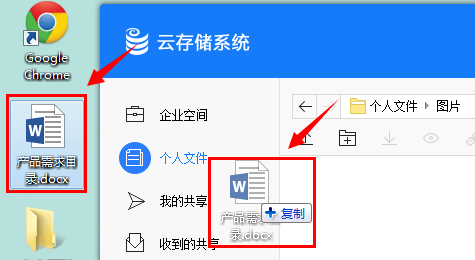 Google
Chrome
产品需求目
录.docx
云存储系统
企业空间
个人文件
我的共享
收到的共享
个人文件 图片
产品需
录.docx
复制